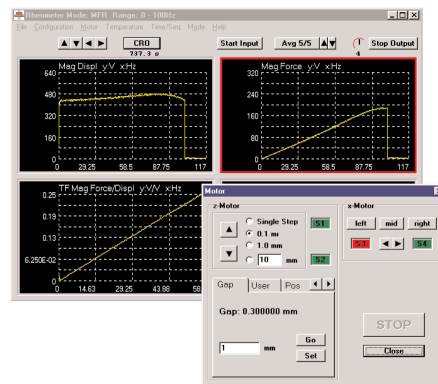 Rheometer Mode: MFR Range: 0 - 100Hz
File Configuration Motor Temperature Time/Seq Mode Help
CRO
737.3 s
Start Input
Avg 5/5
4
Stop Output
Mag Displ y:V x:Hz
640
480
320
160
0
0 29.25 58.5 87.75 117
Mag Force y:V x:Hz
320
240
160
80
0
0 29.25 58.5 87.75 117
TF Mag Force/Displ y:V/V x:Hz
0.25
0.19
0.13
6.250E-02
0
0 14.63 29.25 43.88
Motor
z-Motor
Single Step
0.1 mm
1.0 mm
10 mm
S1
S2
x-Motor
left mid right
S3
S4
Gap User Pos
Gap: 0.300000 mm
1 mm
Go
Set
STOP
Close